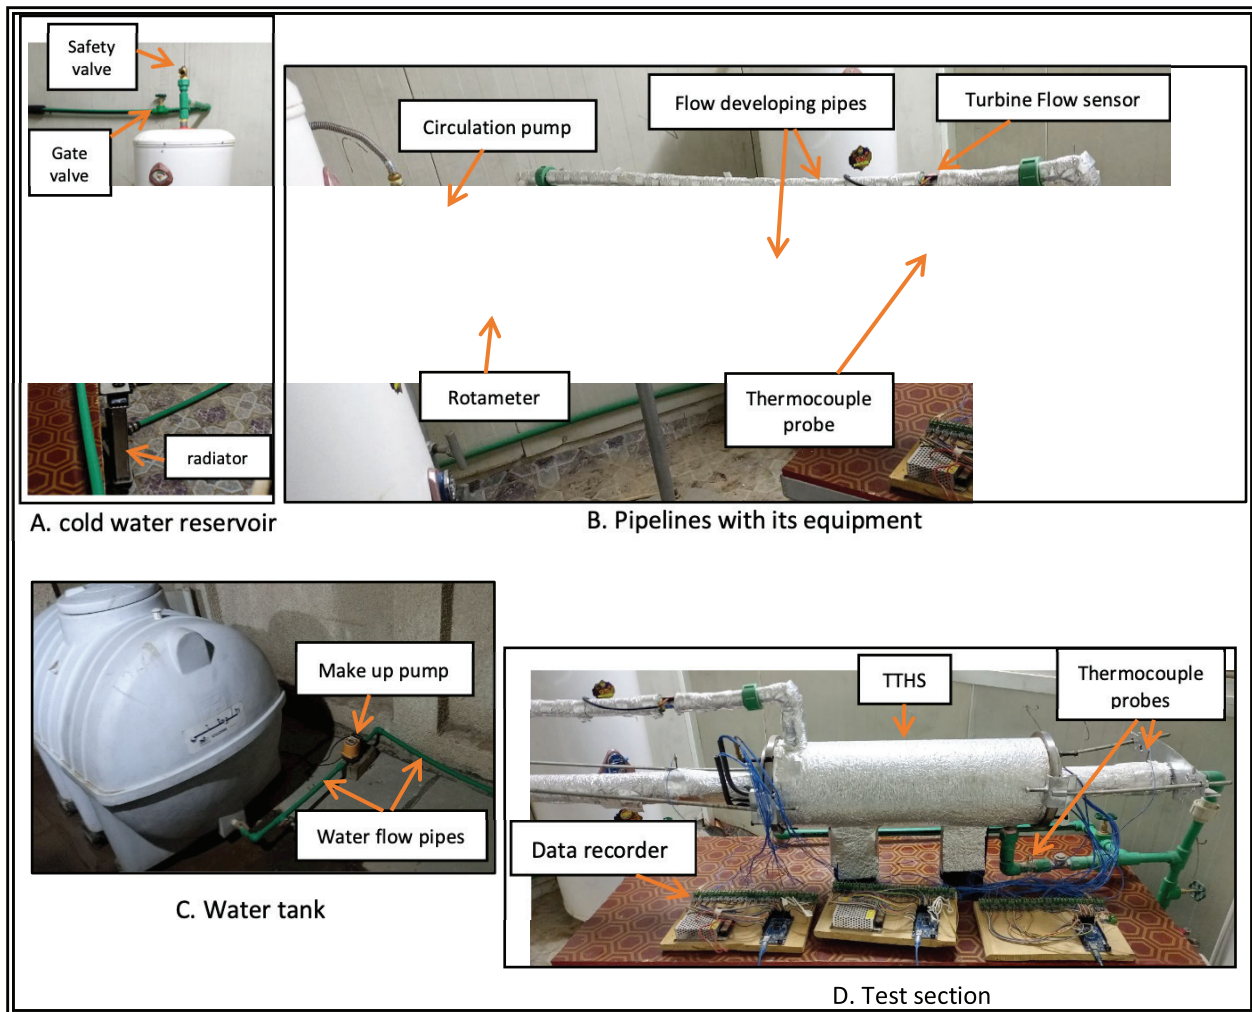 Safety
valve
Gate
valve
radiator
A. cold water reservoir
Circulation pump
Flow developing pipes
Turbine Flow sensor
Rotameter
Thermocouple
probe
B. Pipelines with its equipment
Make up pump
Water flow pipes
C. Water tank
TTHS
Thermocouple
probes
Data recorder
D. Test section